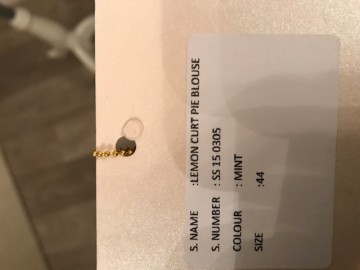 S. NAME :LEMON CURT PIE BLOUSE
S. NUMBER : SS 15 0305
COLOUR : MINT
SIZE :44